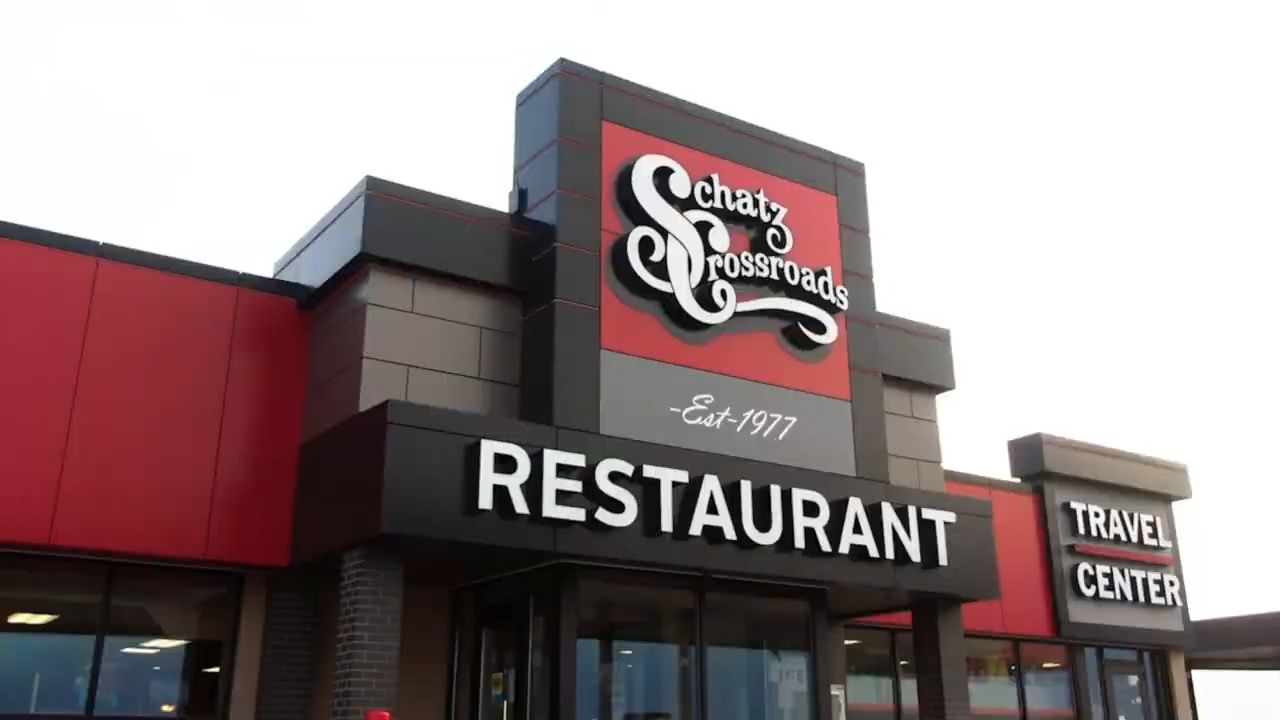 Schatz
Crossroads
-Est-1977
RESTAURANT
TRAVEL
CENTER